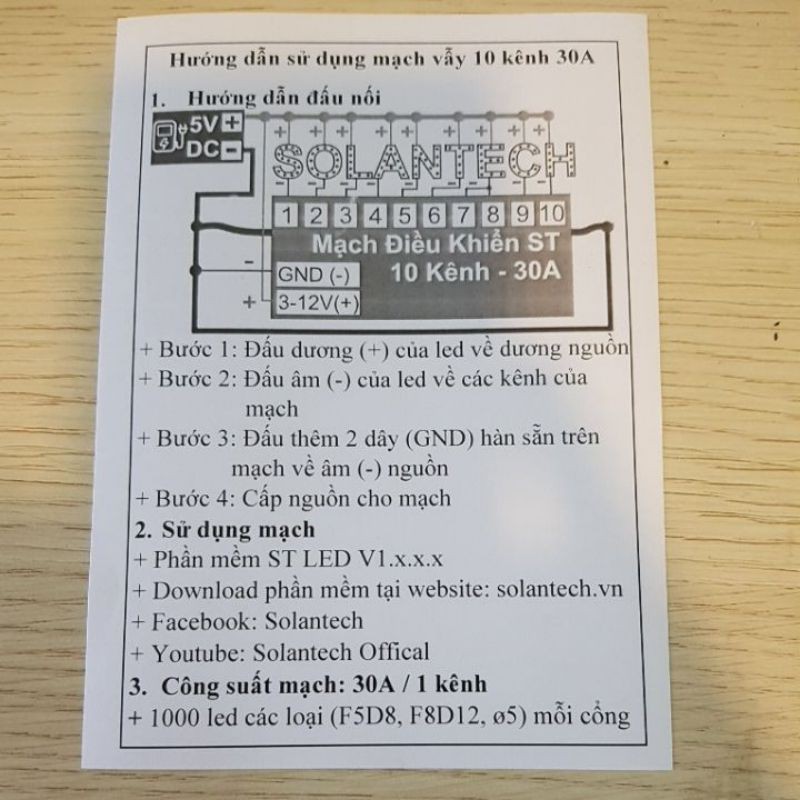 Hướng dẫn sử dụng mạch vẫy 10 kênh 30A
1. Hướng dẫn đấu nối
5V +
DC -
+ + + + + + + +
SOLANTECH
- - - - - - - -
1 2 3 4 5 6 7 8 9 10
Mạch Điều Khiển ST
10 Kênh - 30A
- GND (-)
+ 3-12V(+)
+ Bước 1: Đấu dương (+) của led về dương nguồn
+ Bước 2: Đấu âm (-) của led về các kênh của
mạch
+ Bước 3: Đấu thêm 2 dây (GND) hàn sẵn trên
mạch về âm (-) nguồn
+ Bước 4: Cấp nguồn cho mạch
2. Sử dụng mạch
+ Phần mềm ST LED V1.x.x.x
+ Download phần mềm tại website: solantech.vn
+ Facebook: Solantech
+ Youtube: Solantech Offical
3. Công suất mạch: 30A / 1 kênh
+ 1000 led các loại (F5D8, F8D12, ø5) mỗi cổng